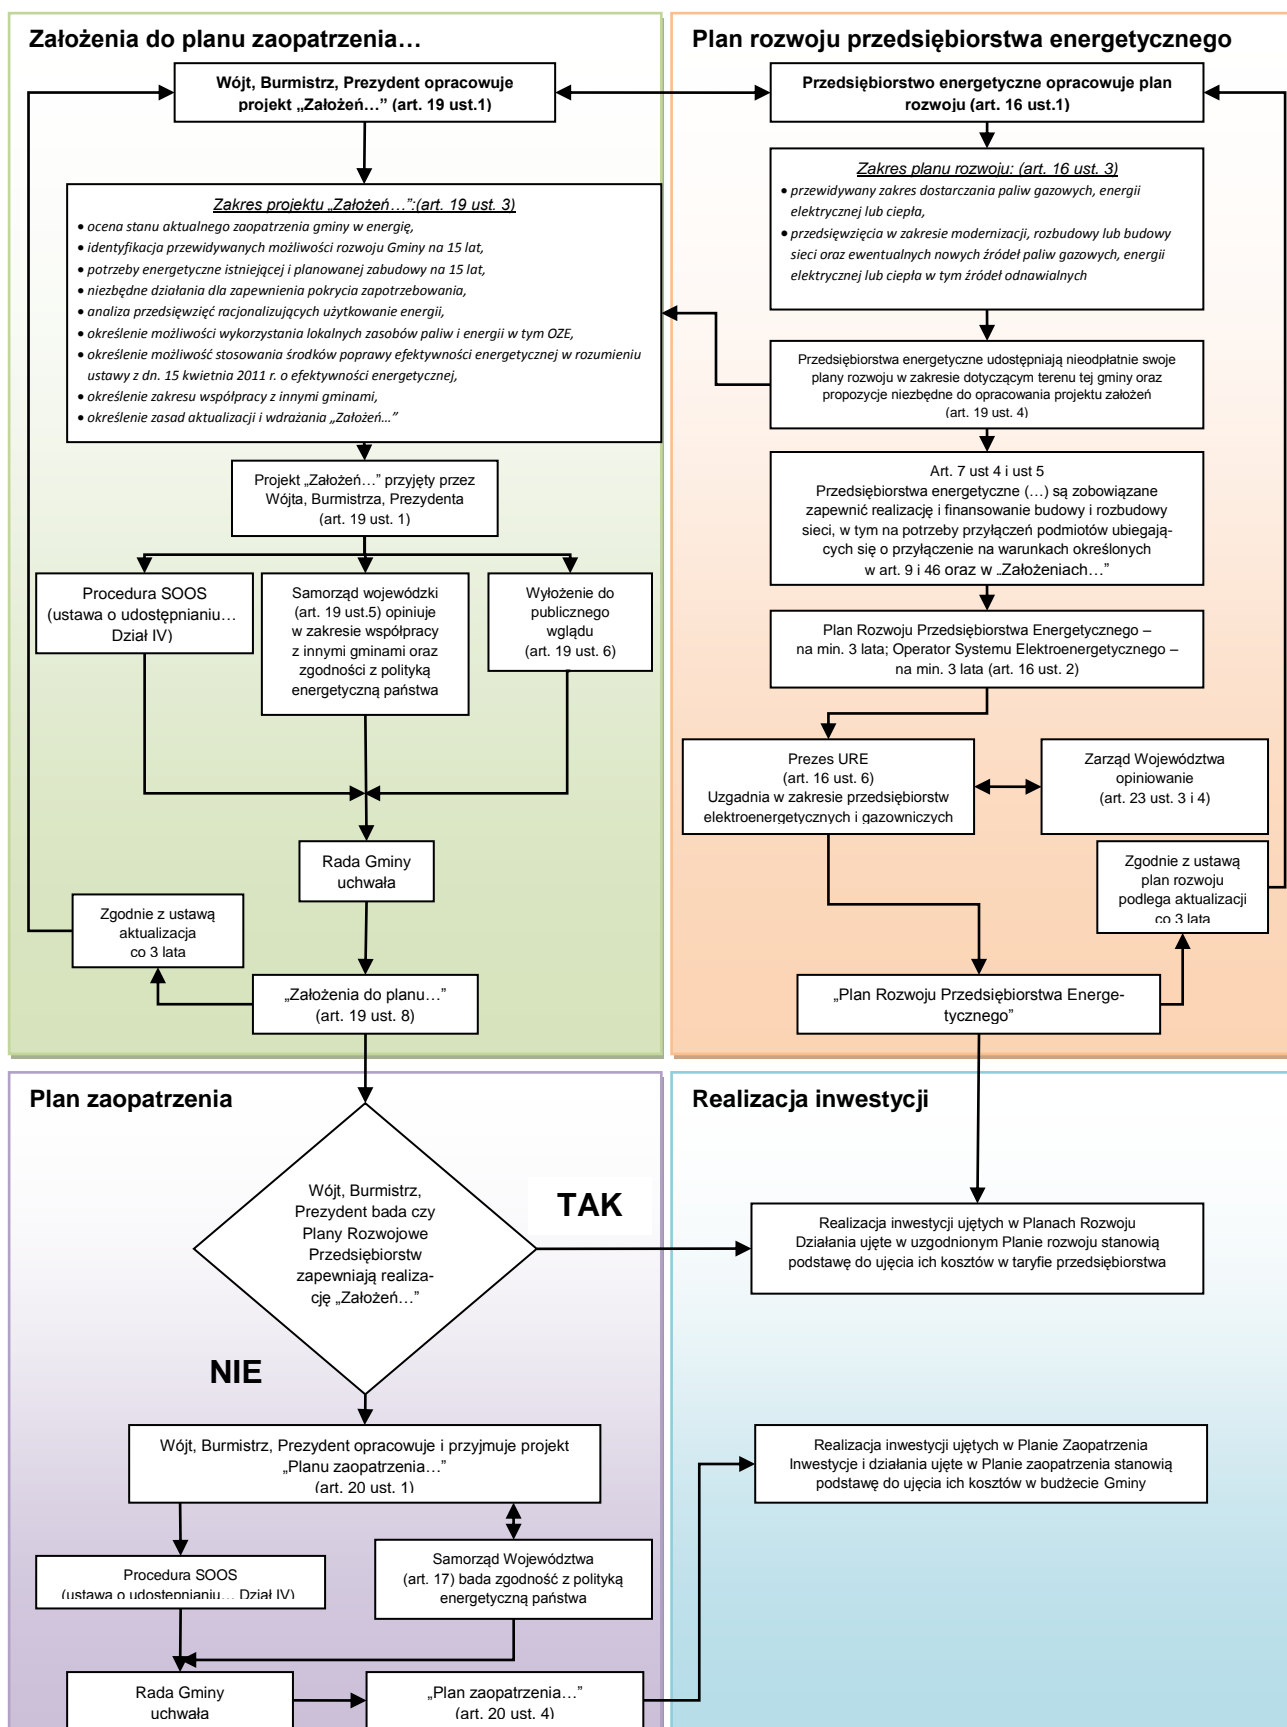 Założenia do planu zaopatrzenia…
Wójt, Burmistrz, Prezydent opracowuje
projekt „Założeń…” (art. 19 ust.1)
Zakres projektu „Założeń…”:(art. 19 ust. 3)
• ocena stanu aktualnego zaopatrzenia gminy w energię,
• identyfikacja przewidywanych możliwości rozwoju Gminy na 15 lat,
• potrzeby energetyczne istniejącej i planowanej zabudowy na 15 lat,
• niezbędne działania dla zapewnienia pokrycia zapotrzebowania,
• analiza przedsięwzięć racjonalizujących użytkowanie energii,
• określenie możliwości wykorzystania lokalnych zasobów paliw i energii w tym OZE,
• określenie możliwość stosowania środków poprawy efektywności energetycznej w rozumieniu
ustawy z dn. 15 kwietnia 2011 r. o efektywności energetycznej,
• określenie zakresu współpracy z innymi gminami,
• określenie zasad aktualizacji i wdrażania „Założeń…”
Projekt „Założeń…” przyjęty przez
Wójta, Burmistrza, Prezydenta
(art. 19 ust. 1)
Procedura SOOS
(ustawa o udostępnianiu…
Dział IV)
Samorząd wojewódzki
(art. 19 ust.5) opiniuje
w zakresie współpracy
z innymi gminami oraz
zgodności z polityką
energetyczną państwa
Wyłożenie do
publicznego
wglądu
(art. 19 ust. 6)
Rada Gminy
uchwała
Zgodnie z ustawą
aktualizacja
co 3 lata
„Założenia do planu…”
(art. 19 ust. 8)
Plan rozwoju przedsiębiorstwa energetycznego
Przedsiębiorstwo energetyczne opracowuje plan
rozwoju (art. 16 ust.1)
Zakres planu rozwoju: (art. 16 ust. 3)
• przewidywany zakres dostarczania paliw gazowych, energii
elektrycznej lub ciepła,
• przedsięwzięcia w zakresie modernizacji, rozbudowy lub budowy
sieci oraz ewentualnych nowych źródeł paliw gazowych, energii
elektrycznej lub ciepła w tym źródeł odnawialnych
Przedsiębiorstwa energetyczne udostępniają nieodpłatnie swoje
plany rozwoju w zakresie dotyczącym terenu tej gminy oraz
propozycje niezbędne do opracowania projektu założeń
(art. 19 ust. 4)
Art. 7 ust 4 i ust 5
Przedsiębiorstwa energetyczne (…) są zobowiązane
zapewnić realizację i finansowanie budowy i rozbudowy
sieci, w tym na potrzeby przyłączeń podmiotów ubiegają-
cych się o przyłączenie na warunkach określonych
w art. 9 i 46 oraz w „Założeniach…”
Plan Rozwoju Przedsiębiorstwa Energetycznego –
na min. 3 lata; Operator Systemu Elektroenergetycznego –
na min. 3 lata (art. 16 ust. 2)
Prezes URE
(art. 16 ust. 6)
Uzgadnia w zakresie przedsiębiorstw
elektroenergetycznych i gazowniczych
Zarząd Województwa
opiniowanie
(art. 23 ust. 3 i 4)
Zgodnie z ustawą
plan rozwoju
podlega aktualizacji
co 3 lata
„Plan Rozwoju Przedsiębiorstwa Energe-
tycznego”
Plan zaopatrzenia
Wójt, Burmistrz,
Prezydent bada czy
Plany Rozwojowe
Przedsiębiorstw
zapewniają realiza-
cję „Założeń…”
TAK
NIE
Wójt, Burmistrz, Prezydent opracowuje i przyjmuje projekt
„Planu zaopatrzenia…”
(art. 20 ust. 1)
Procedura SOOS
(ustawa o udostępnianiu… Dział IV)
Samorząd Województwa
(art. 17) bada zgodność z polityką
energetyczną państwa
Rada Gminy
uchwała
„Plan zaopatrzenia…”
(art. 20 ust. 4)
Realizacja inwestycji
Realizacja inwestycji ujętych w Planach Rozwoju
Działania ujęte w uzgodnionym Planie rozwoju stanowią
podstawę do ujęcia ich kosztów w taryfie przedsiębiorstwa
Realizacja inwestycji ujętych w Planie Zaopatrzenia
Inwestycje i działania ujęte w Planie zaopatrzenia stanowią
podstawę do ujęcia ich kosztów w budżecie Gminy